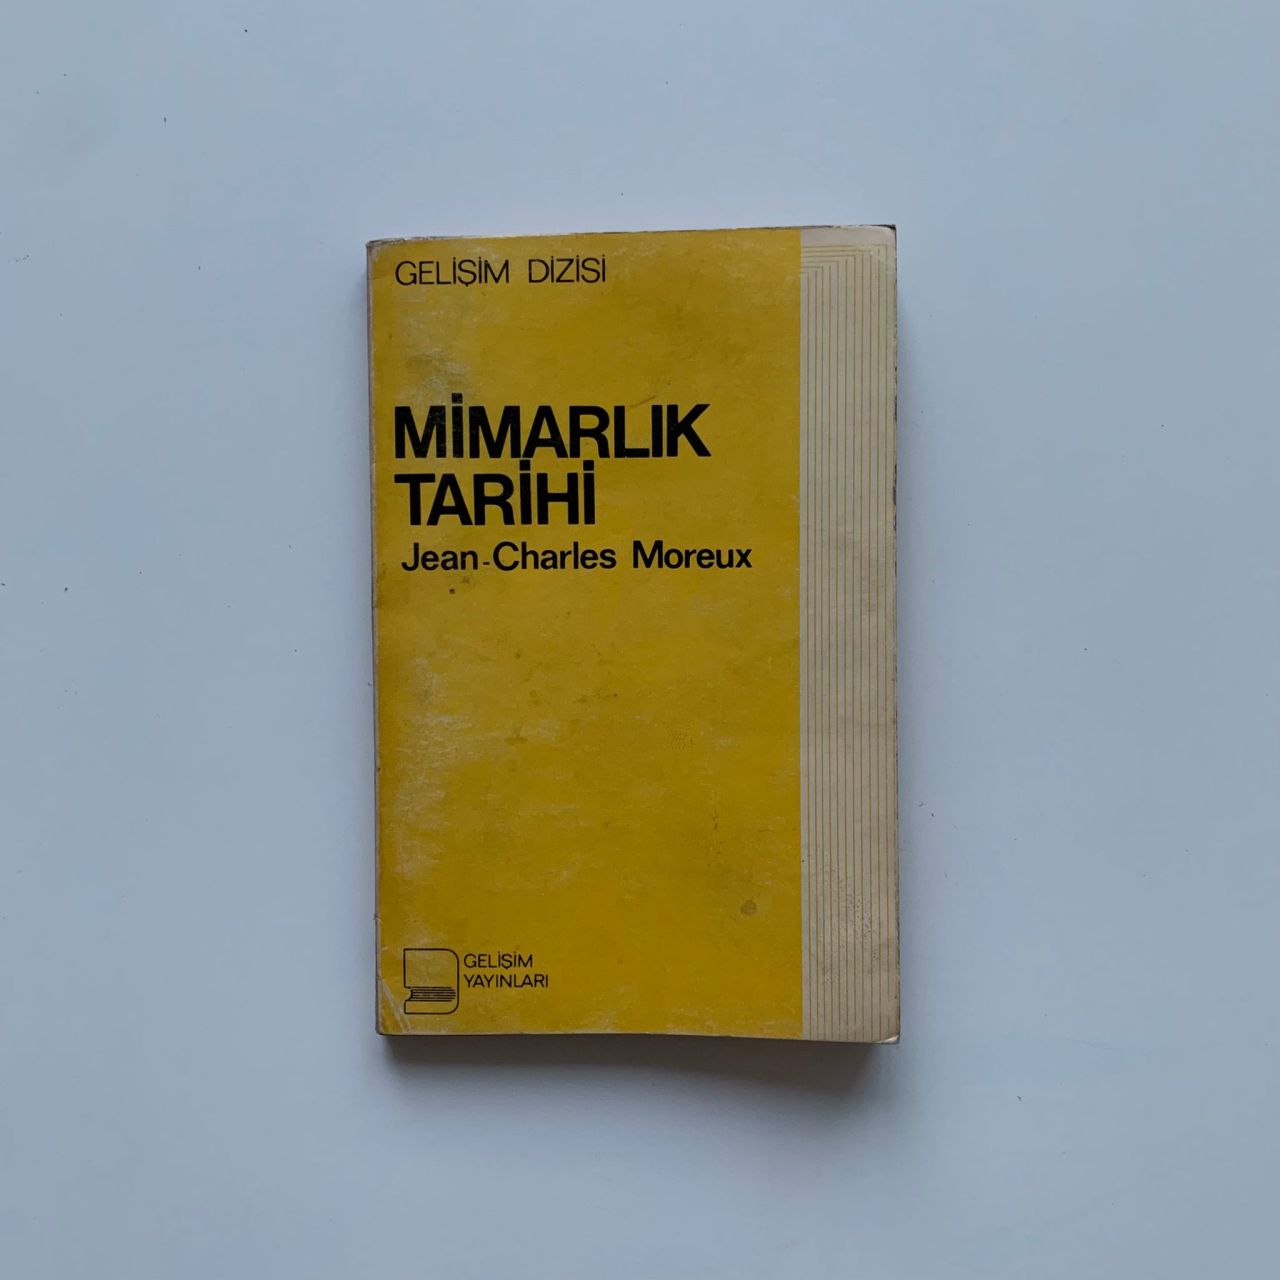 GELİŞİM DİZİSİ
MİMARLIK
TARİHİ
Jean-Charles Moreux
GELİŞİM
YAYINLARI